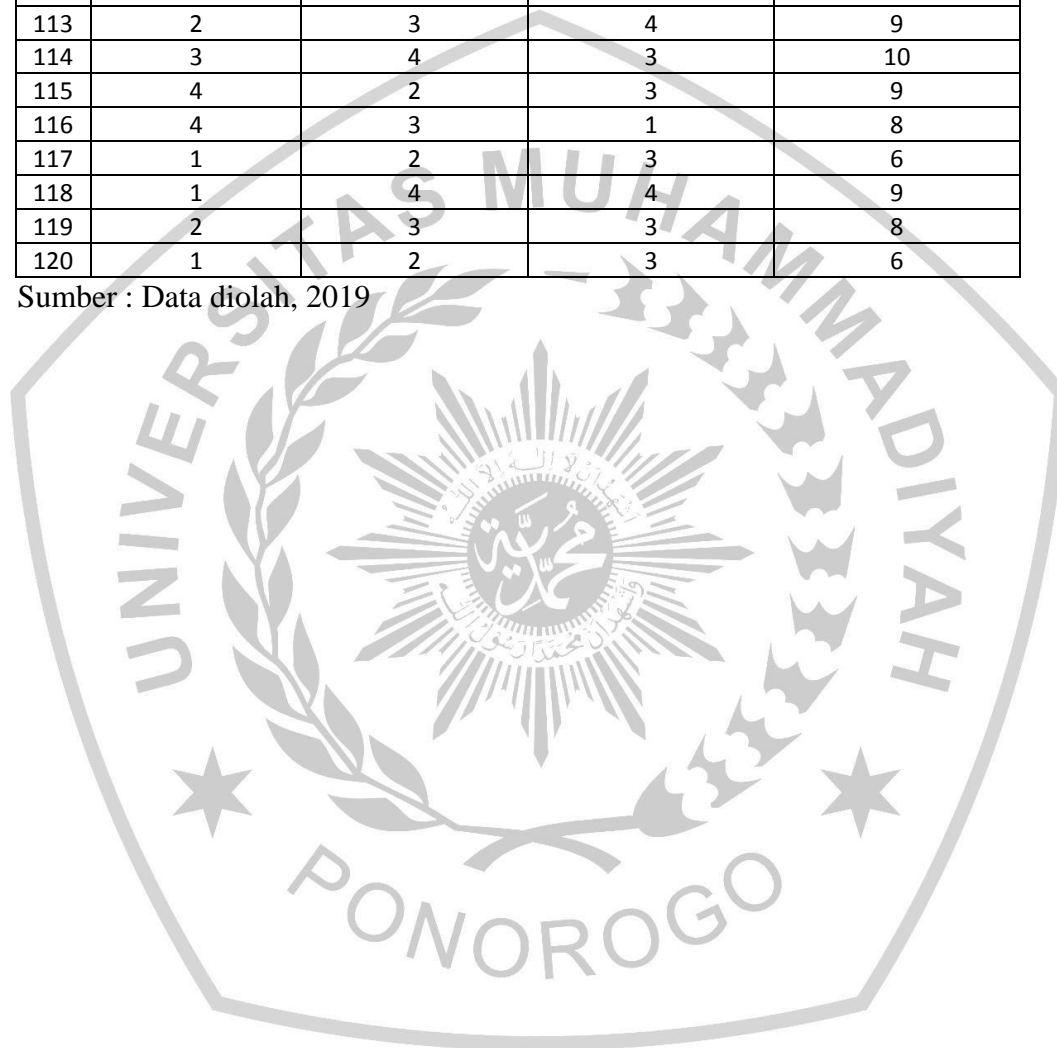 113 2 3 4 9
114 3 4 3 10
115 4 2 3 9
116 4 3 1 8
117 1 2 3 6
118 1 4 4 9
119 2 3 3 8
120 1 2 3 6
Sumber : Data diolah, 2019
UNIVERSITAS MUHAMMADIYAH
محمدية
PONOROGO